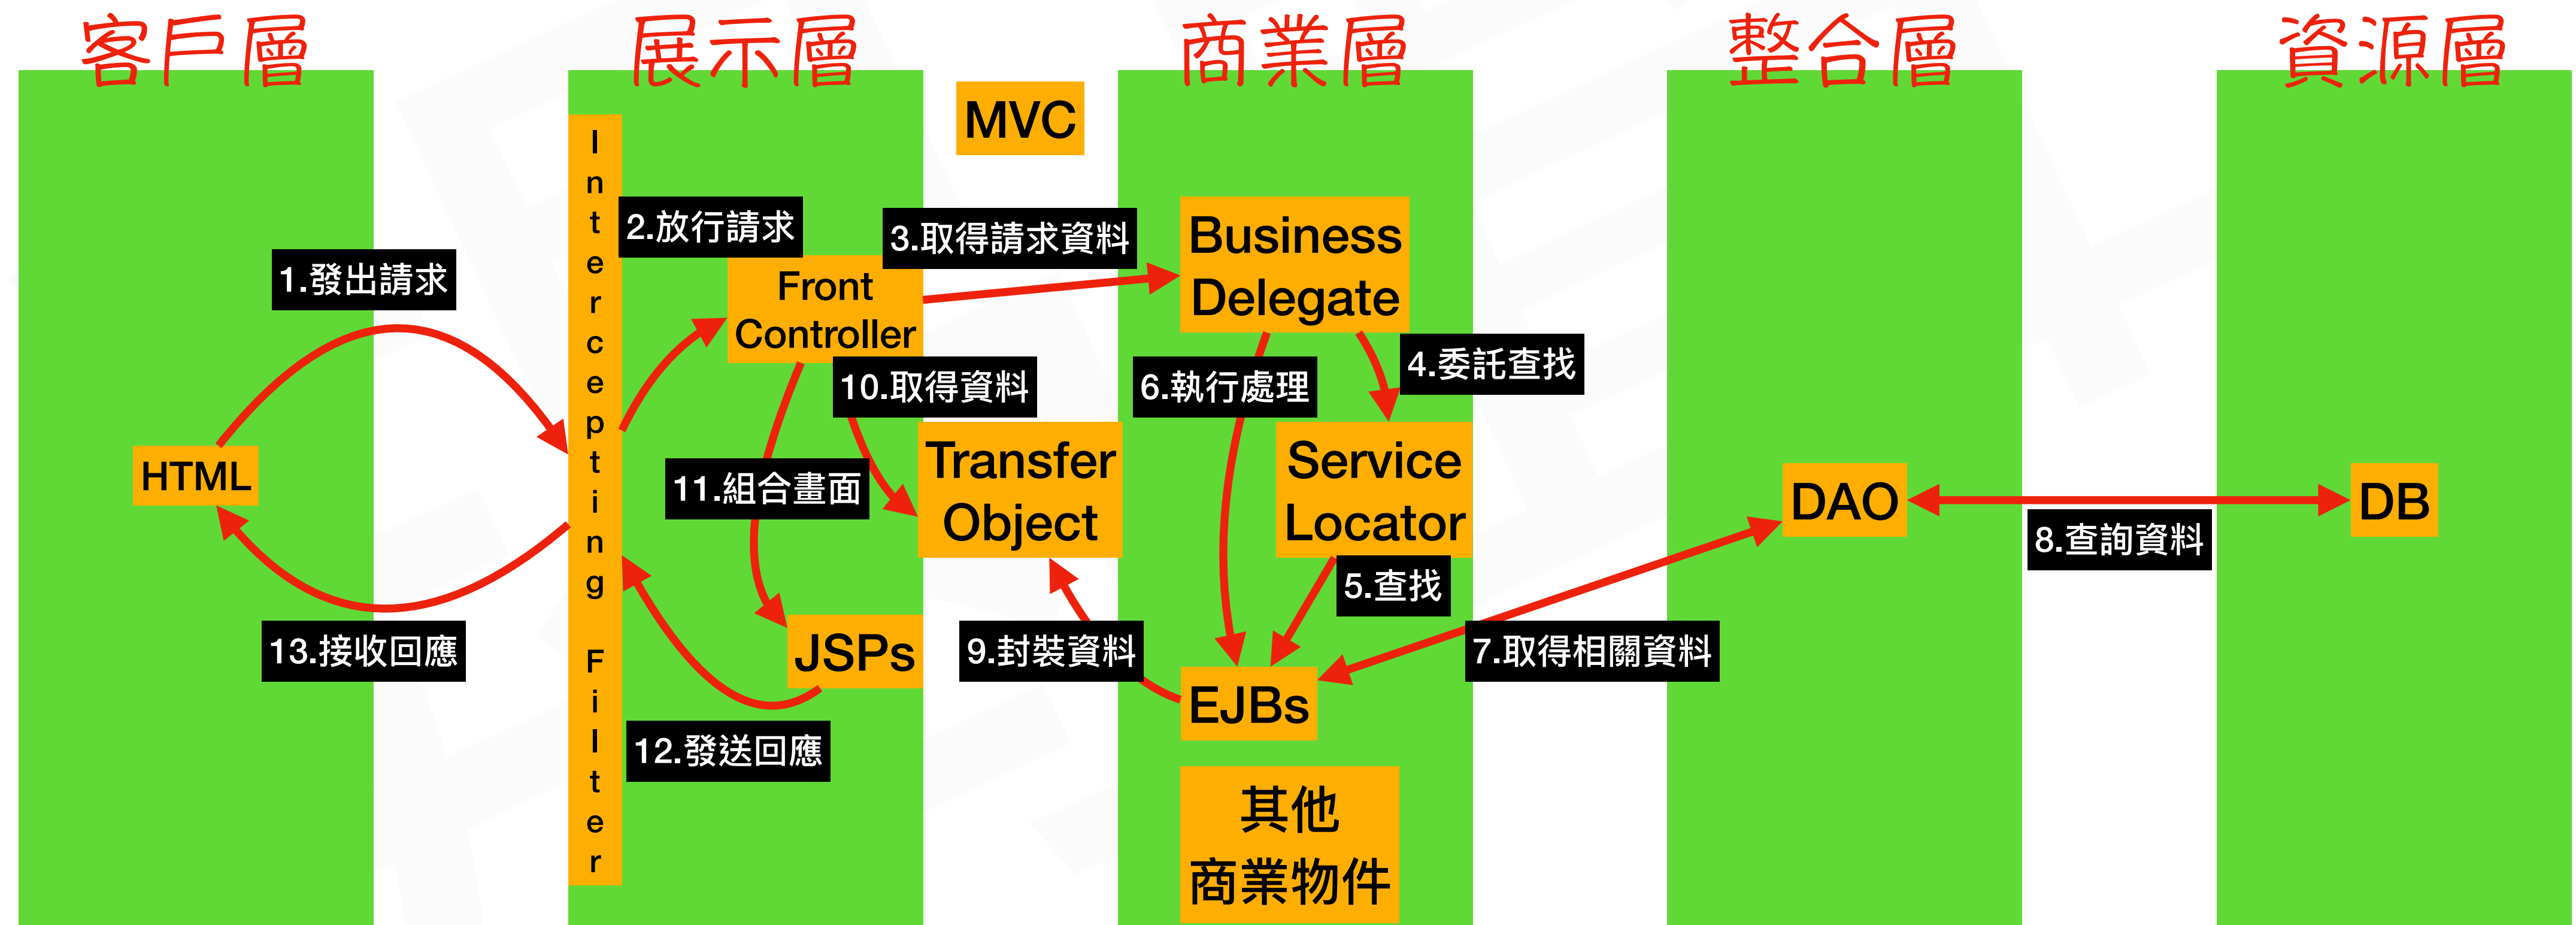 客戶層
展示層
商業層
整合層
資源層
MVC
Intercepting Filter
1.發出請求
2.放行請求
3.取得請求資料
Business
Delegate
Front
Controller
4.委託查找
6.執行處理
10.取得資料
HTML
11.組合畫面
Transfer
Object
Service
Locator
DAO
DB
8.查詢資料
5.查找
13.接收回應
JSPs
9.封裝資料
7.取得相關資料
EJBs
12.發送回應
其他
商業物件